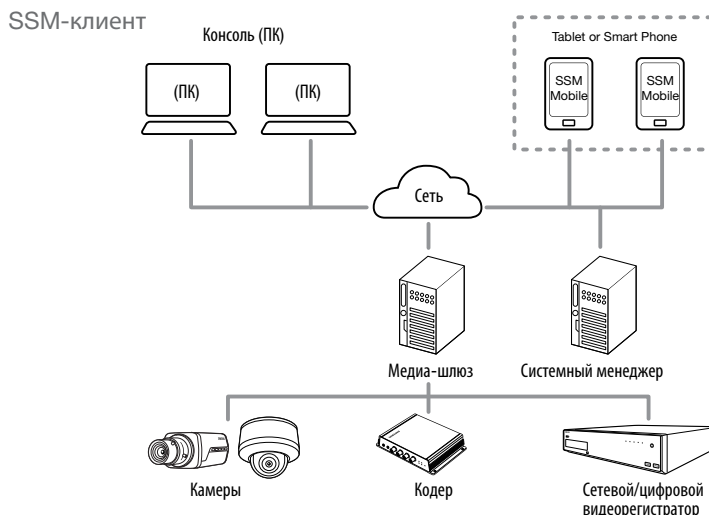 SSM-клиент
Консоль (ПК)
Tablet or Smart Phone
(ПК)
(ПК)
SSM
Mobile
SSM
Mobile
Сеть
Медиа-шлюз
Системный менеджер
Камеры
Кодер
Сетевой/цифровой
видеорегистратор